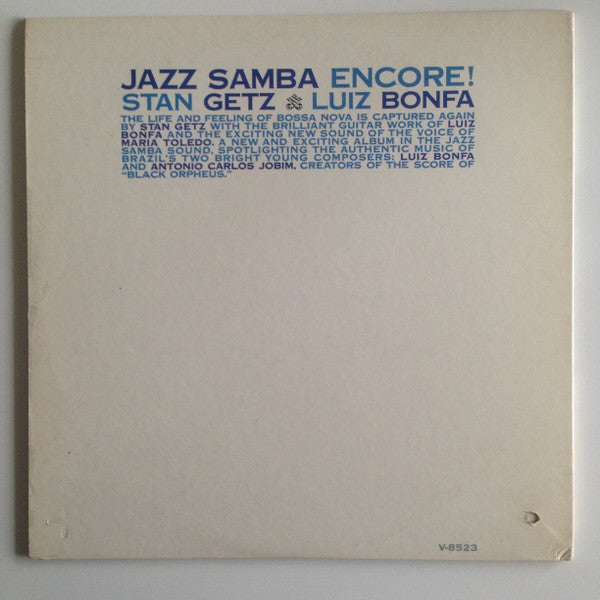 JAZZ SAMBA ENCORE!
STAN GETZ LUIZ BONFA
THE LIFE AND FEELING OF BOSSA NOVA IS CAPTURED AGAIN
BY STAN GETZ WITH THE BRILLIANT GUITAR WORK OF LUIZ
BONFA AND THE EXCITING NEW SOUND OF THE VOICE OF
MARIA TOLEDO. A NEW AND EXCITING ALBUM IN THE JAZZ
SAMBA SOUND, SPOTLIGHTING THE AUTHENTIC MUSIC OF
BRAZIL'S TWO BRIGHT YOUNG COMPOSERS; LUIZ BONFA
AND ANTONIO CARLOS JOBIM, CREATORS OF THE SCORE OF
"BLACK ORPHEUS."
V-8523